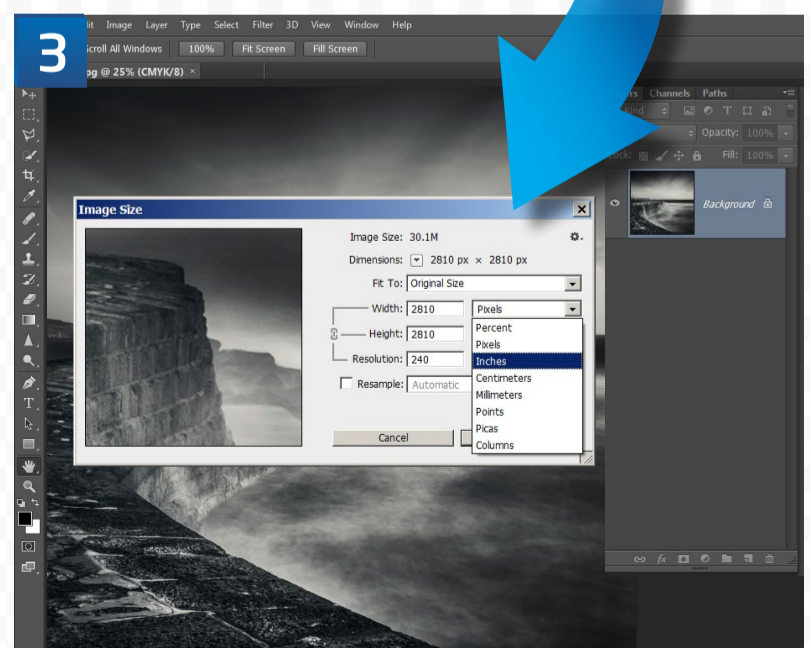 3
Image Layer Type Select Filter 3D View Window Help
Scroll All Windows 100% Fit Screen Fill Screen
@ 25% (CMYK/8) ×
Channels Paths
Kind
Opacity: 100%
Lock: Fill: 100%
Background
Image Size
Image Size: 30.1M
Dimensions: 2810 px × 2810 px
Fit To: Original Size
Width: 2810 Pixels
Height: 2810
Resolution: 240
Resample: Automatic
Cancel
Percent
Pixels
Inches
Centimeters
Millimeters
Points
Picas
Columns
T
fx